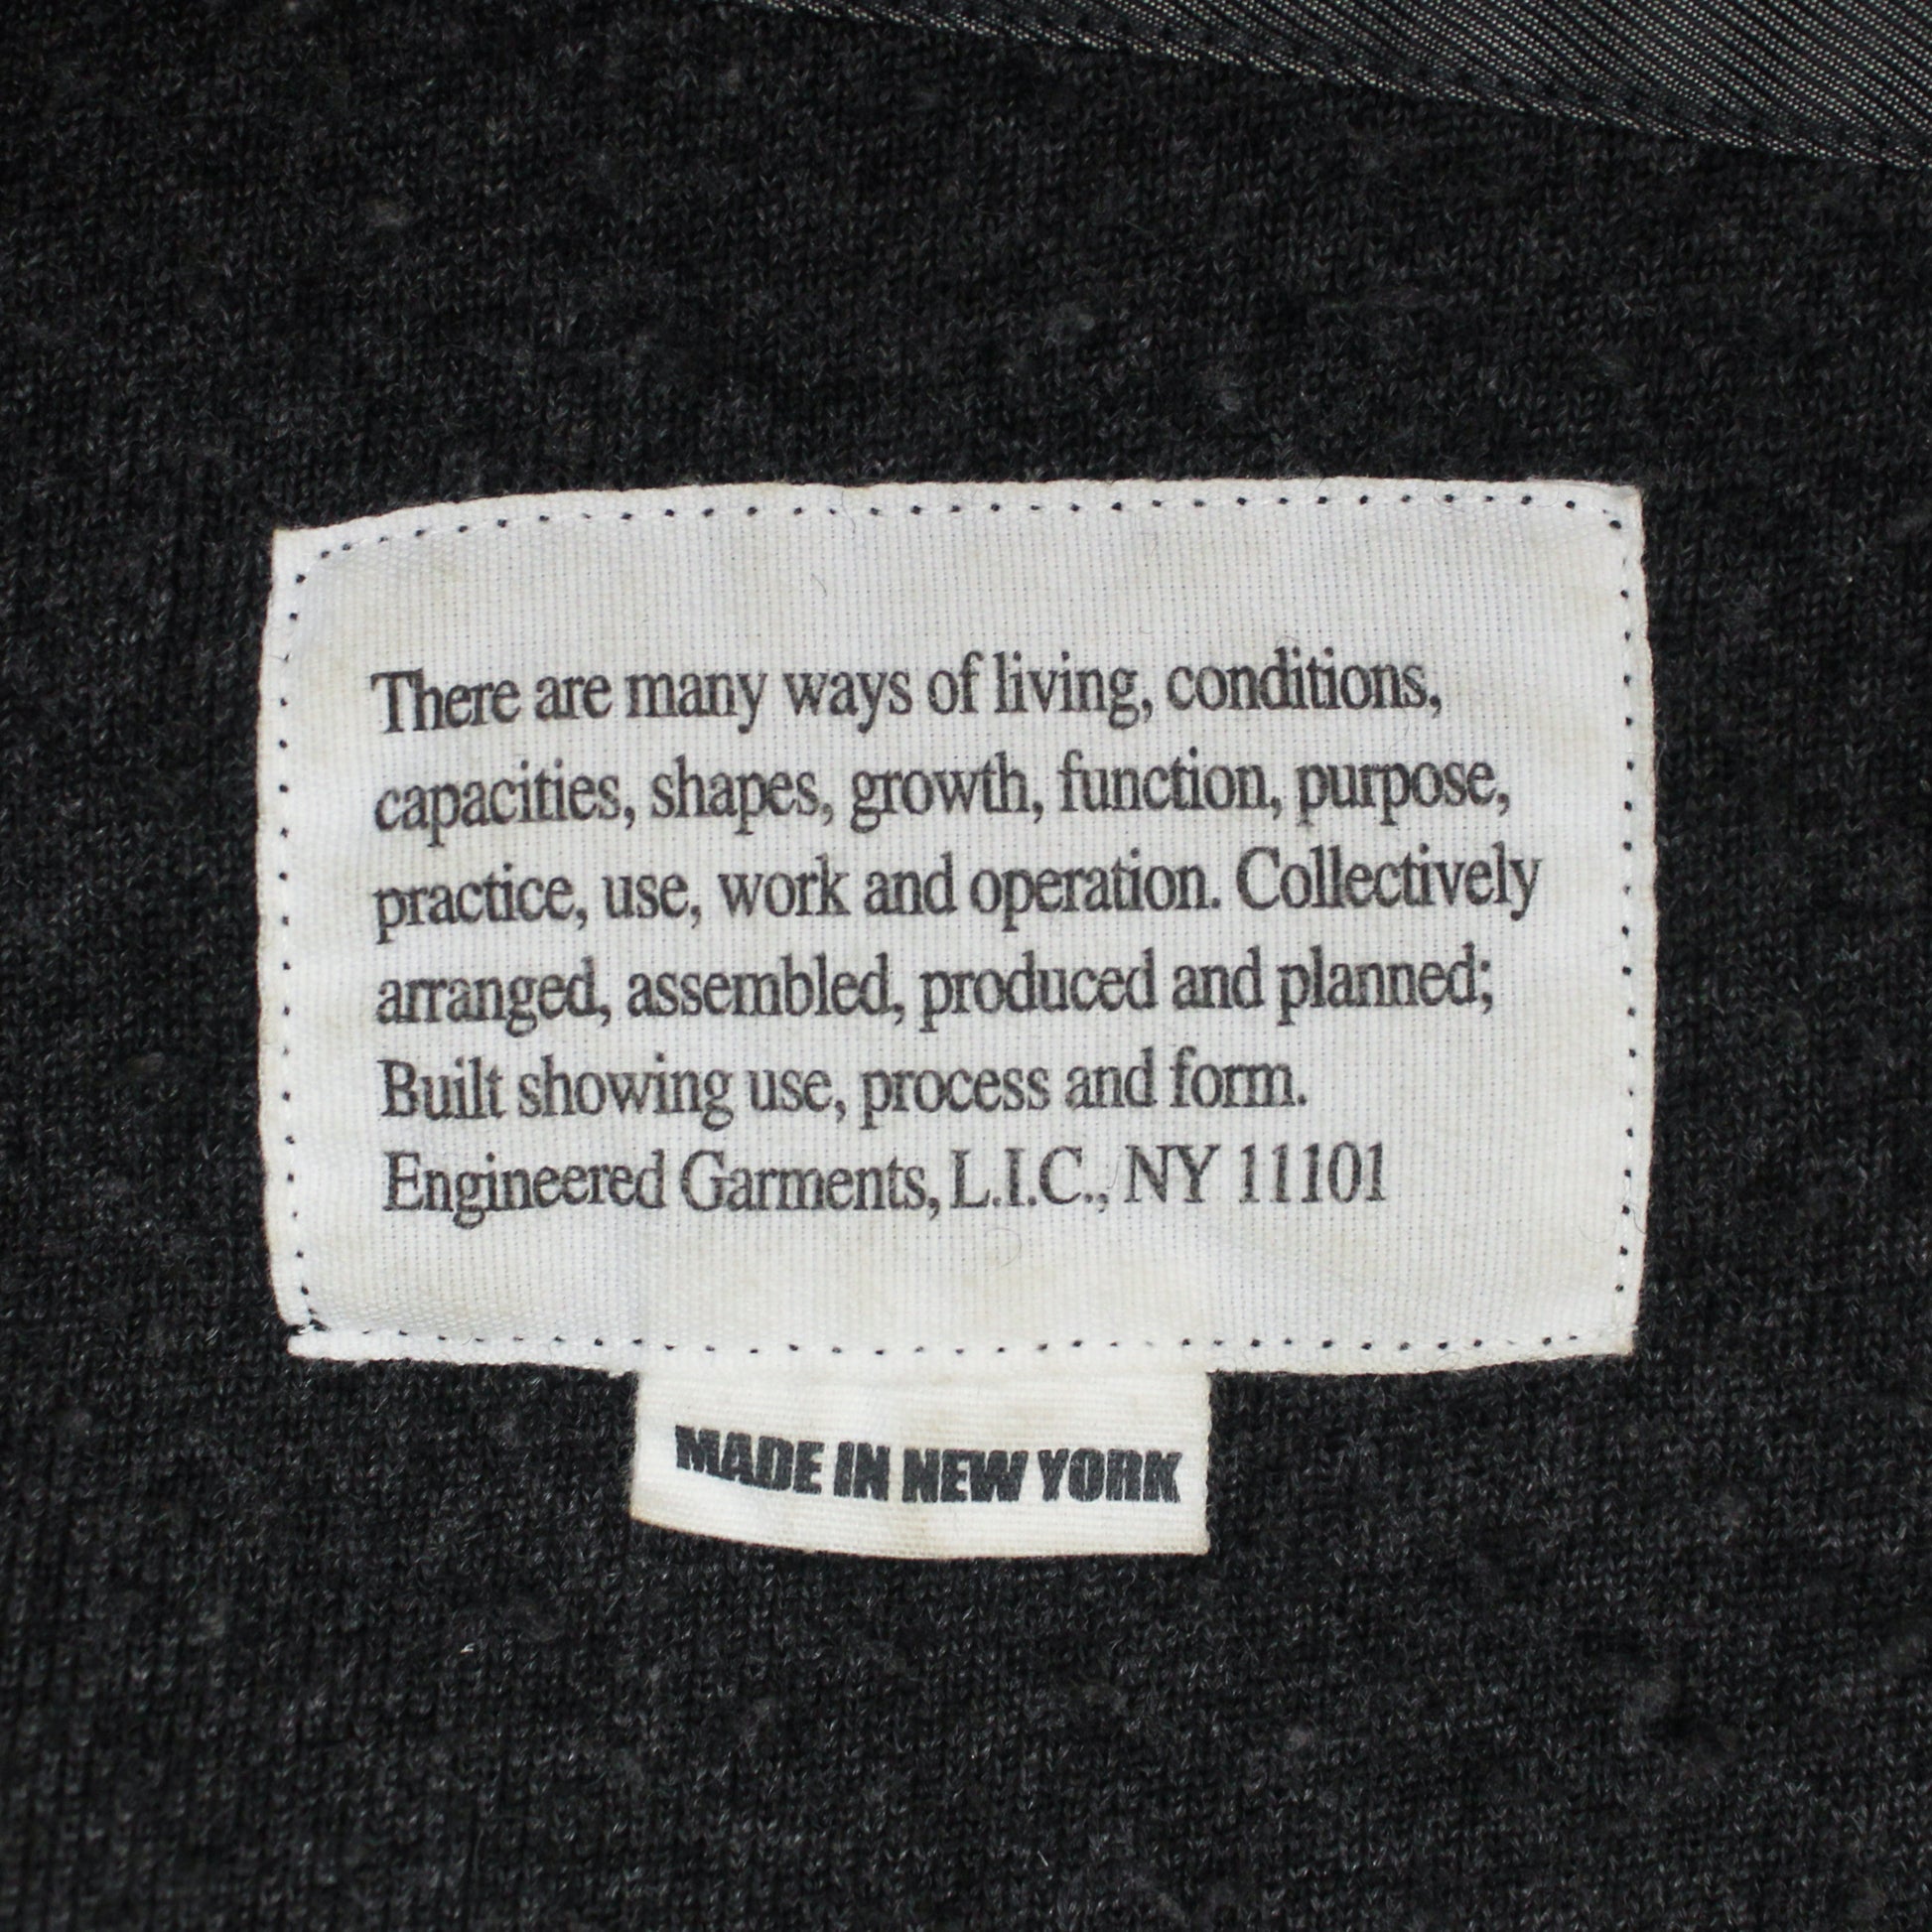 There are many ways of living, conditions,
capacities, shapes, growth, function, purpose,
practice, use, work and operation. Collectively
arranged, assembled, produced and planned;
Built showing use, process and form.
Engineered Garments, L.I.C., NY 11101
MADE IN NEW YORK